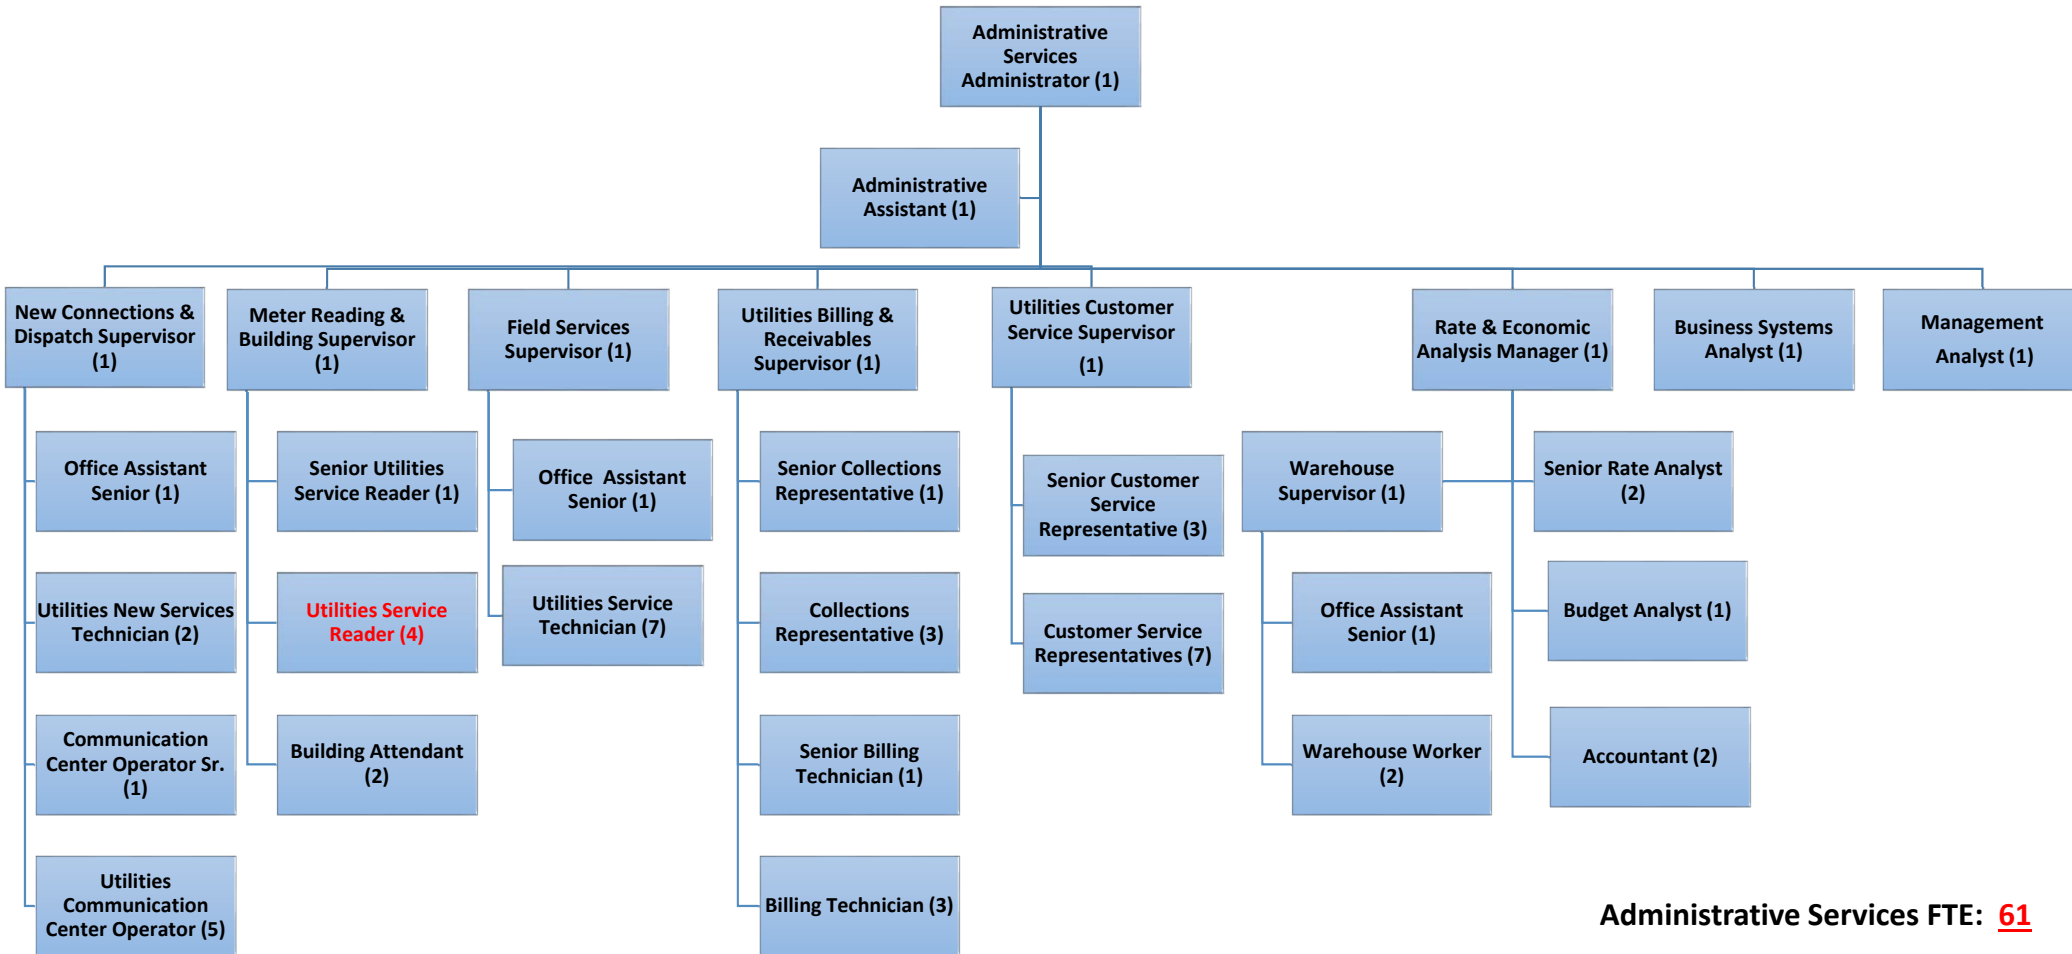 Administrative
Services
Administrator (1)
Administrative
Assistant (1)
New Connections &
Dispatch Supervisor
(1)
Meter Reading &
Building Supervisor
(1)
Field Services
Supervisor (1)
Utilities Billing &
Receivables
Supervisor (1)
Utilities Customer
Service Supervisor
(1)
Rate & Economic
Analysis Manager (1)
Business Systems
Analyst (1)
Management
Analyst (1)
Office Assistant
Senior (1)
Utilities New Services
Technician (2)
Communication
Center Operator Sr.
(1)
Utilities
Communication
Center Operator (5)
Senior Utilities
Service Reader (1)
Utilities Service
Reader (4)
Building Attendant
(2)
Office  Assistant
Senior (1)
Utilities Service
Technician (7)
Senior Collections
Representative (1)
Collections
Representative (3)
Senior Billing
Technician (1)
Billing Technician (3)
Senior Customer
Service
Representative (3)
Customer Service
Representatives (7)
Warehouse
Supervisor (1)
Office Assistant
Senior (1)
Warehouse Worker
(2)
Senior Rate Analyst
(2)
Budget Analyst (1)
Accountant (2)
Administrative Services FTE:  61